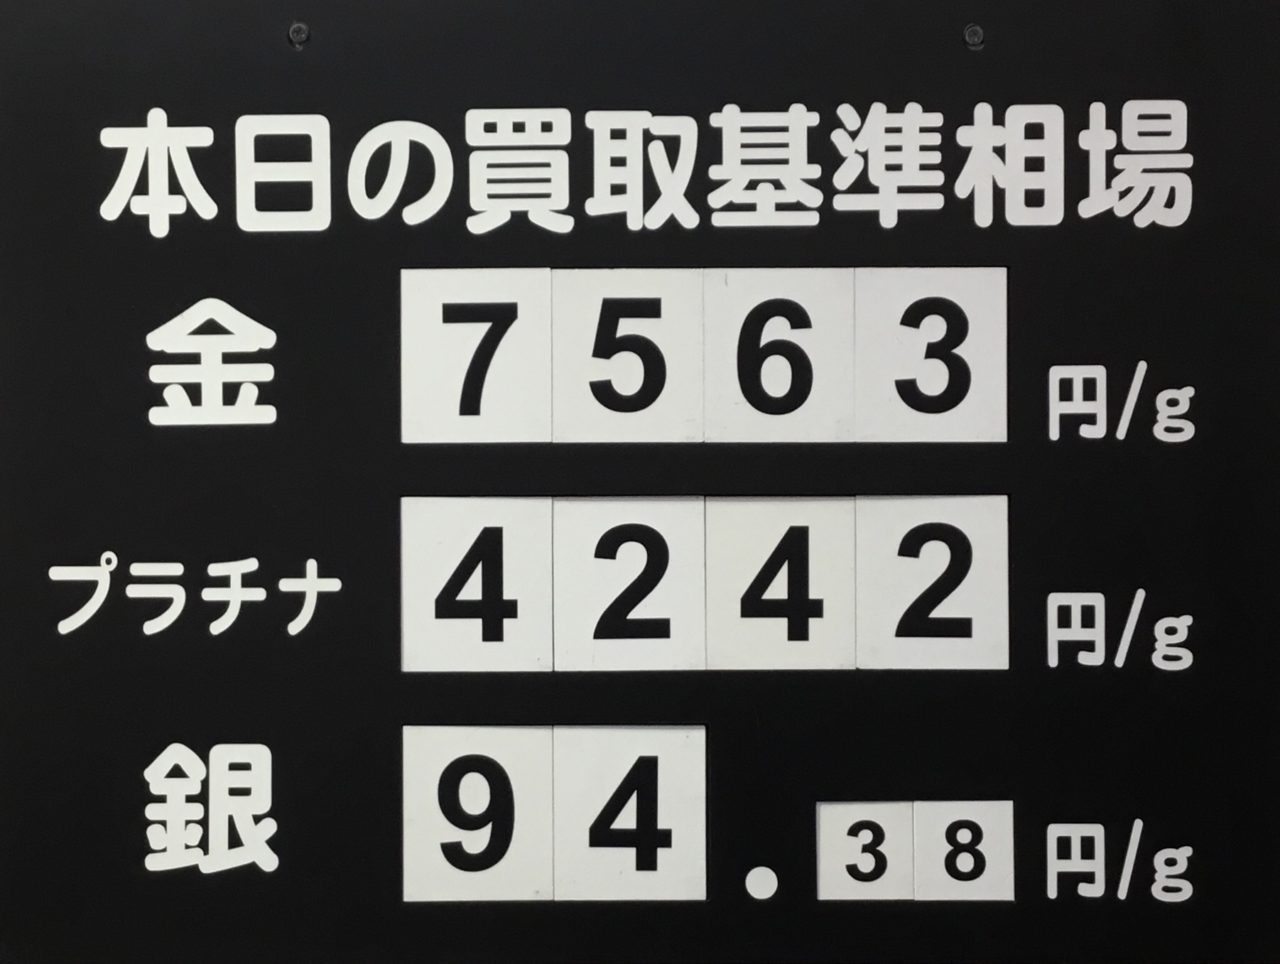 本日の買取基準相場
金 7563 円/g
プラチナ 4242 円/g
銀 94.38 円/g